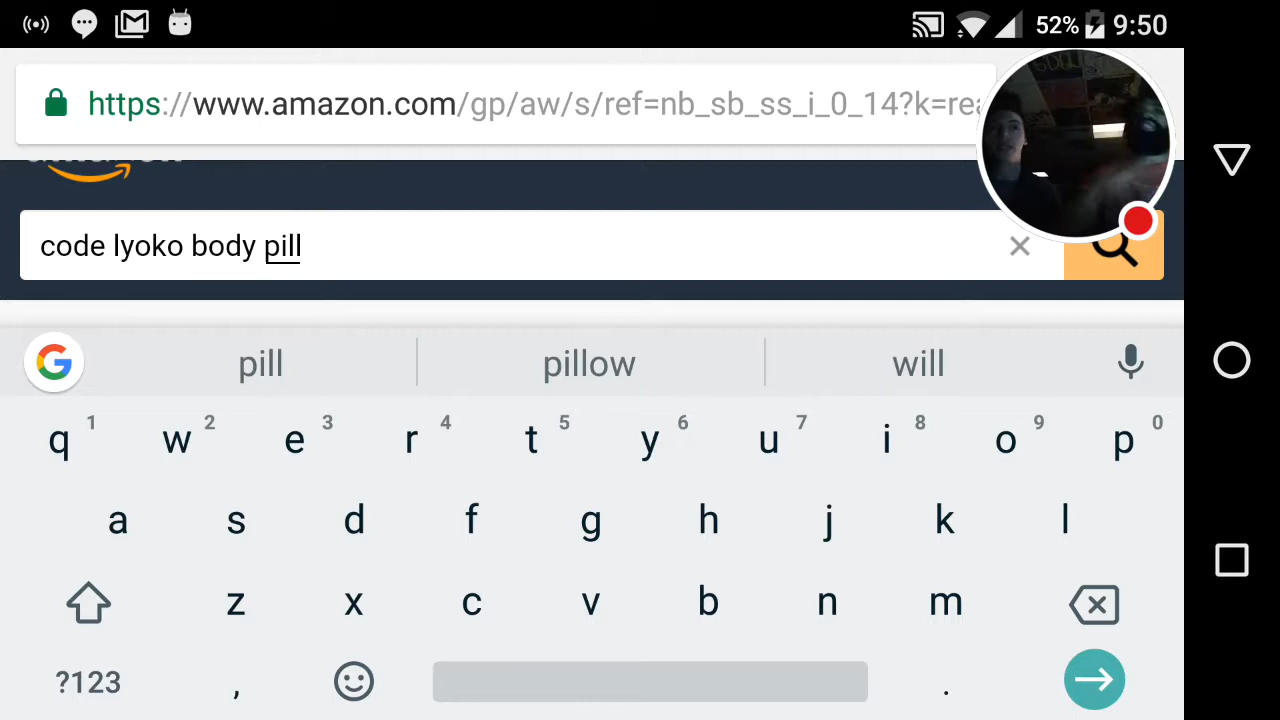 52% 9:50
https://www.amazon.com/gp/aw/s/ref=nb_sb_ss_i_0_14?k=rea
code lyoko body pill
G pill pillow will
q 1 w 2 e 3 r 4 t 5 y 6 u 7 i 8 o 9 p 0
a s d f g h j k l
z x c v b n m
?123 , .